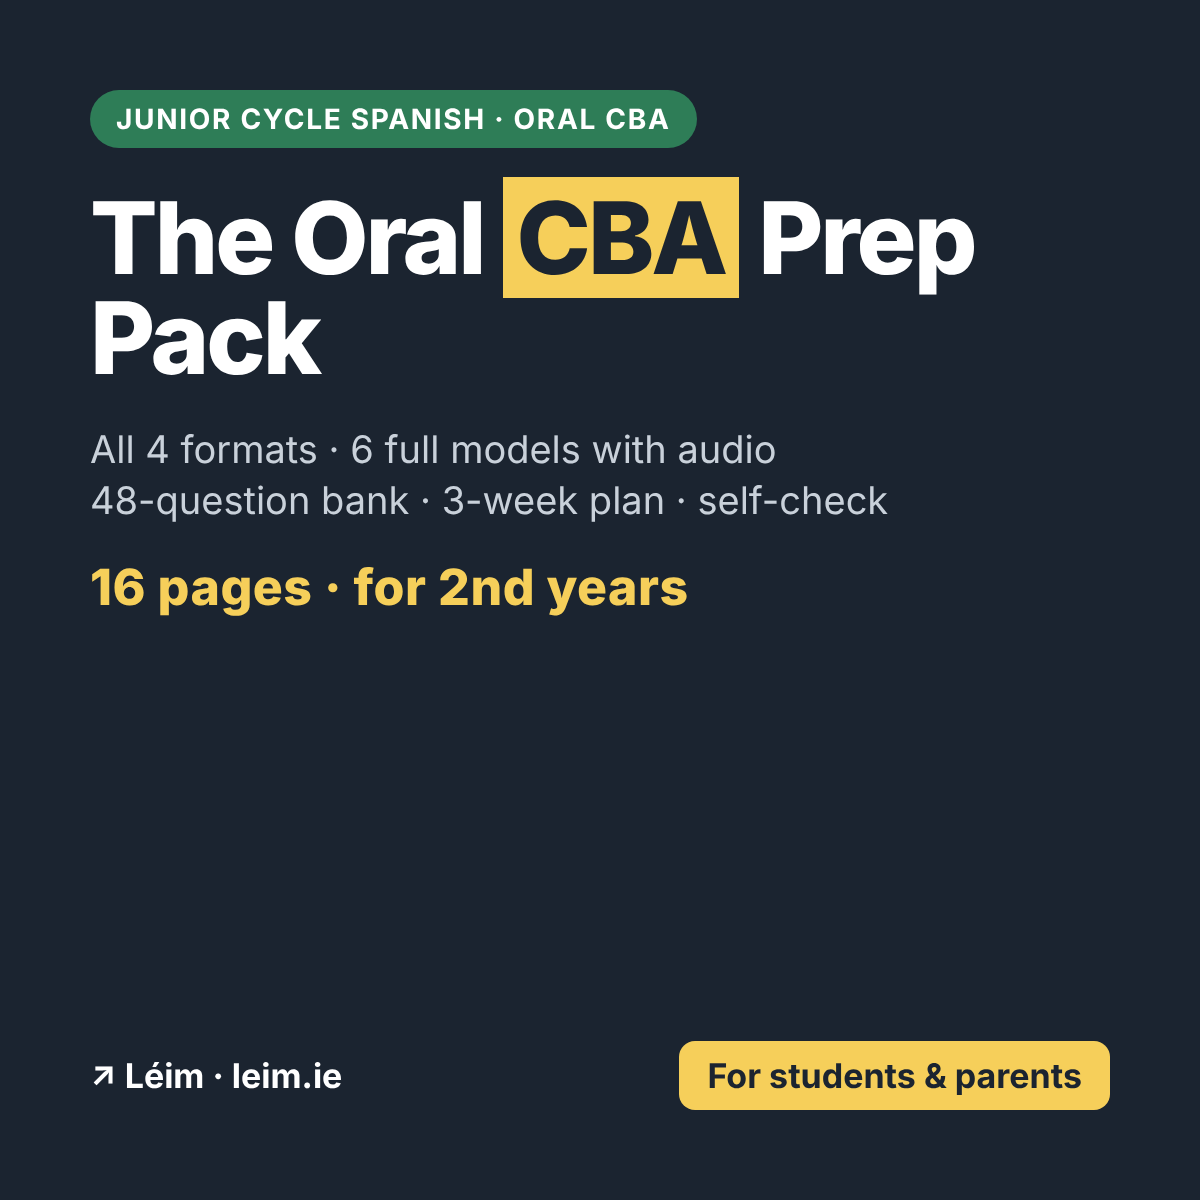 JUNIOR CYCLE SPANISH · ORAL CBA
The Oral CBA Prep
Pack
All 4 formats · 6 full models with audio
48-question bank · 3-week plan · self-check
16 pages · for 2nd years
↗ Léim · leim.ie
For students & parents